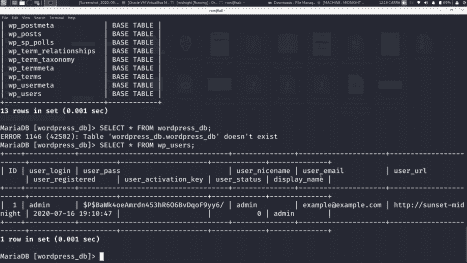 | wp_postmeta | BASE TABLE |
| wp_posts | BASE TABLE |
| wp_sp_polls | BASE TABLE |
| wp_term_relationships | BASE TABLE |
| wp_term_taxonomy | BASE TABLE |
| wp_termmeta | BASE TABLE |
| wp_terms | BASE TABLE |
| wp_usermeta | BASE TABLE |
| wp_users | BASE TABLE |
13 rows in set (0.001 sec)
MariaDB [wordpress_db]> SELECT * FROM wordpress_db;
ERROR 1146 (42S02): Table 'wordpress_db.wordpress_db' doesn't exist
MariaDB [wordpress_db]> SELECT * FROM wp_users;
| ID | user_login | user_pass | user_nicename | user_email | user_url
| user_registered | user_activation_key | user_status | display_name |
| 1 | admin | | admin | example@example.com | http://sunset-mid
night | 2020-07-16 19:10:47 | | 0 | admin |
1 row in set (0.001 sec)
MariaDB [wordpress_db]>